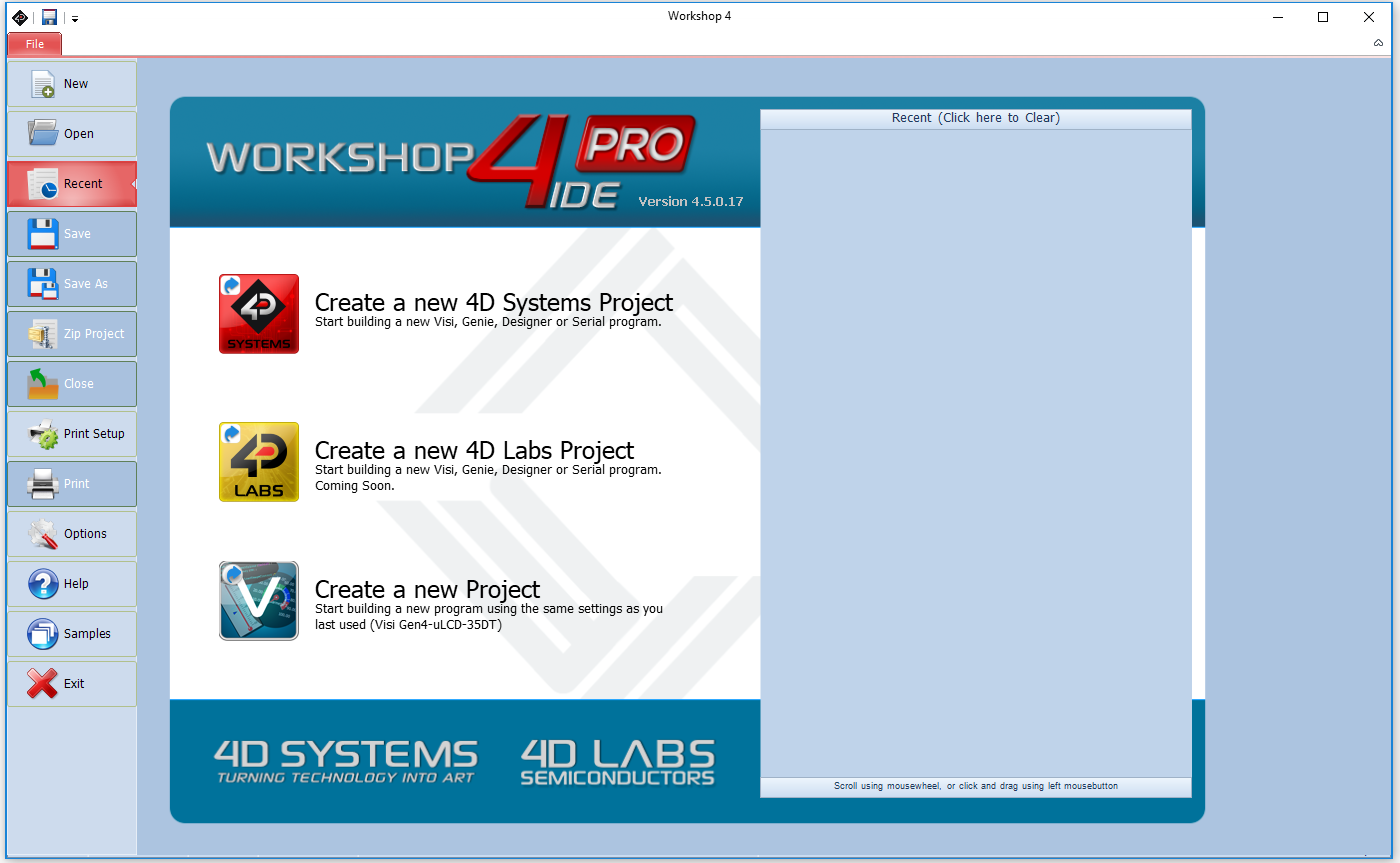 Workshop 4
File
New
Open
Recent
Save
Save As
Zip Project
Close
Print Setup
Print
Options
Help
Samples
Exit
WORKSHOP 4 PRO
IDE
Version 4.5.0.17
4D
SYSTEMS
Create a new 4D Systems Project
Start building a new Visi, Genie, Designer or Serial program.
4D
LABS
Create a new 4D Labs Project
Start building a new Visi, Genie, Designer or Serial program.
Coming Soon.
V
Create a new Project
Start building a new program using the same settings as you
last used (Visi Gen4-uLCD-35DT)
4D SYSTEMS
TURNING TECHNOLOGY INTO ART
4D LABS
SEMICONDUCTORS
Recent (Click here to Clear)
Scroll using mousewheel, or click and drag using left mousebutton